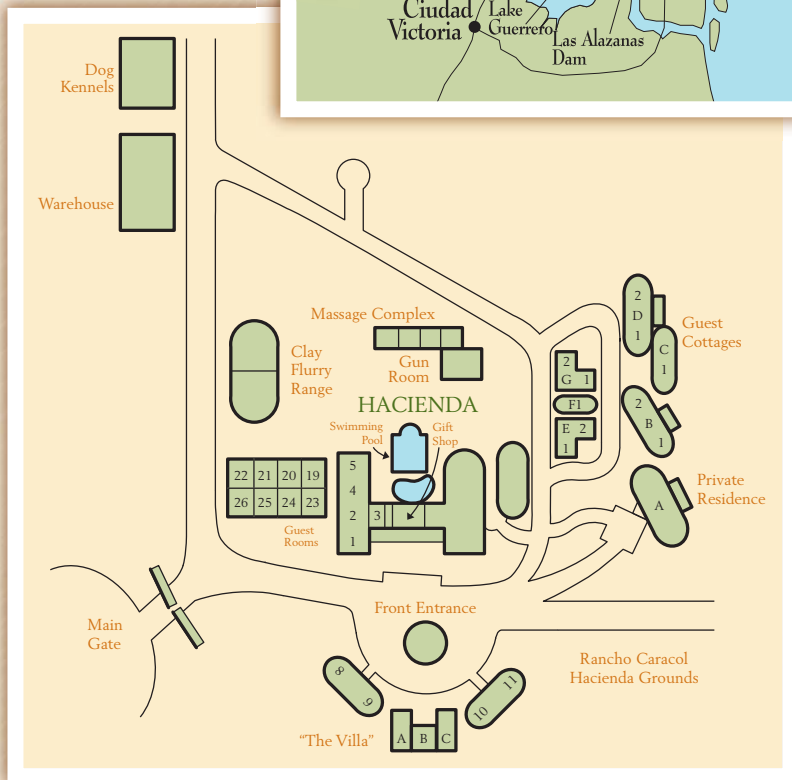 Ciudad
Victoria
Lake
Guerrero
Las Alazanas
Dam
Dog
Kennels
Warehouse
Massage Complex
Clay
Flurry
Range
Gun
Room
HACIENDA
Swimming
Pool
Gift
Shop
2
D
1
C
1
Guest
Cottages
2
G 1
F1
E 2
1
2
B
1
Private
Residence
A
22 21 20 19
26 25 24 23
Guest
Rooms
5
4
2
1
3
Main
Gate
Front Entrance
8
9
11
10
Rancho Caracol
Hacienda Grounds
"The Villa"
A B C